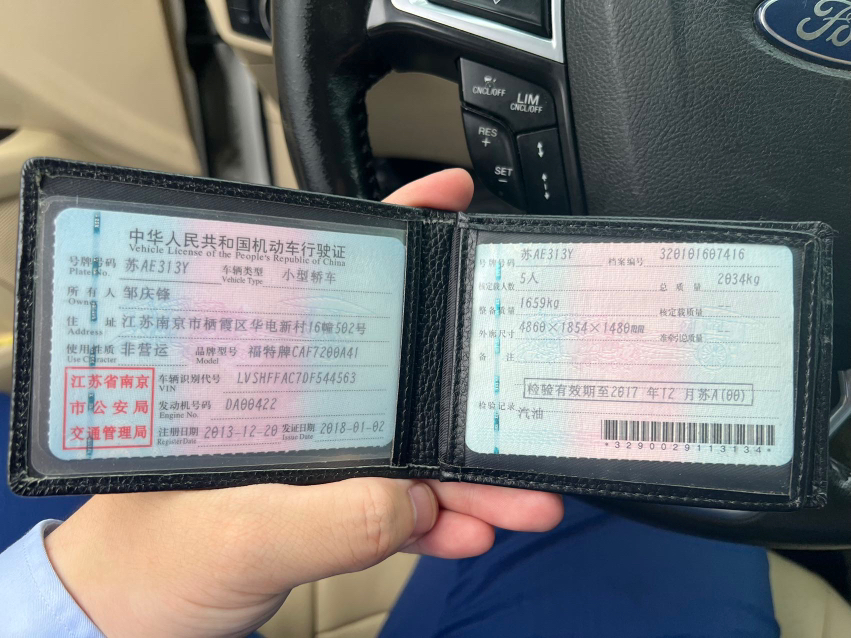 CNCL/OFF
LIM
CNCL/OFF
RES
+
SET
-
Ford
中华人民共和国机动车行驶证
Vehicle License of the People's Republic of China
号牌号码 苏AE313Y 车辆类型 小型轿车
Plate No. Vehicle Type
所有人 邹庆锋
Owner
住 址 江苏南京市栖霞区华电新村16幢502号
Address
使用性质 非营运 品牌型号 福特牌CAF7200A41
Use Character Model
江苏省南京
市公安局
交通管理局
车辆识别代号 LVSHFFAC7DF544563
VIN
发动机号码 DA00422
Engine No.
注册日期 2013-12-20 发证日期 2018-01-02
Register Date Issue Date
号牌号码 苏AE313Y 档案编号 320101607416
核定载人数 5人 总质量 2034kg
整备质量 1659kg 核定载质量 --
外廓尺寸 4860×1854×1480 准牵引总质量 --
备 注
检验有效期至2017 年12 月苏A(00)
检验记录
汽油
*3290029113134*